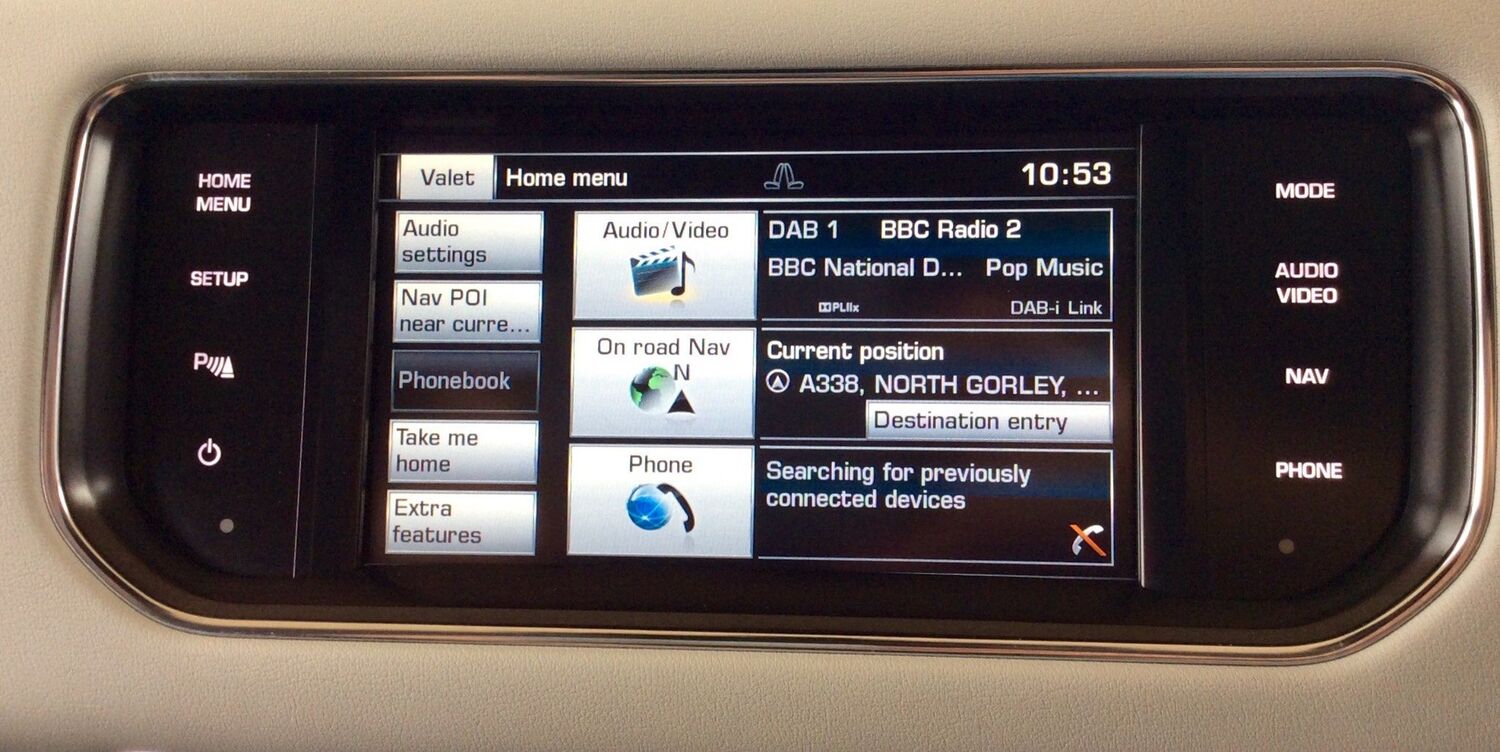 HOME
MENU
SETUP
P
Valet
Home menu
10:53
Audio
settings
Nav POI
near curre...
Phonebook
Take me
home
Extra
features
Audio/Video
On road Nav
N
Phone
DAB 1 BBC Radio 2
BBC National D... Pop Music
PLIIx DAB-i Link
Current position
A338, NORTH GORLEY, ...
Destination entry
Searching for previously
connected devices
MODE
AUDIO
VIDEO
NAV
PHONE